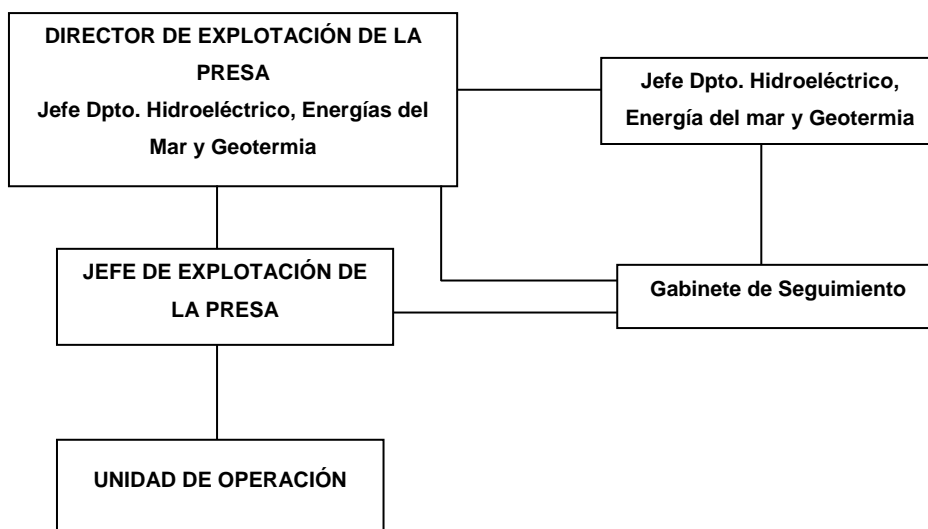 DIRECTOR DE EXPLOTACIÓN DE LA
PRESA
Jefe Dpto. Hidroeléctrico, Energías del
Mar y Geotermia
Jefe Dpto. Hidroeléctrico,
Energía del mar y Geotermia
JEFE DE EXPLOTACIÓN DE
LA PRESA
Gabinete de Seguimiento
UNIDAD DE OPERACIÓN